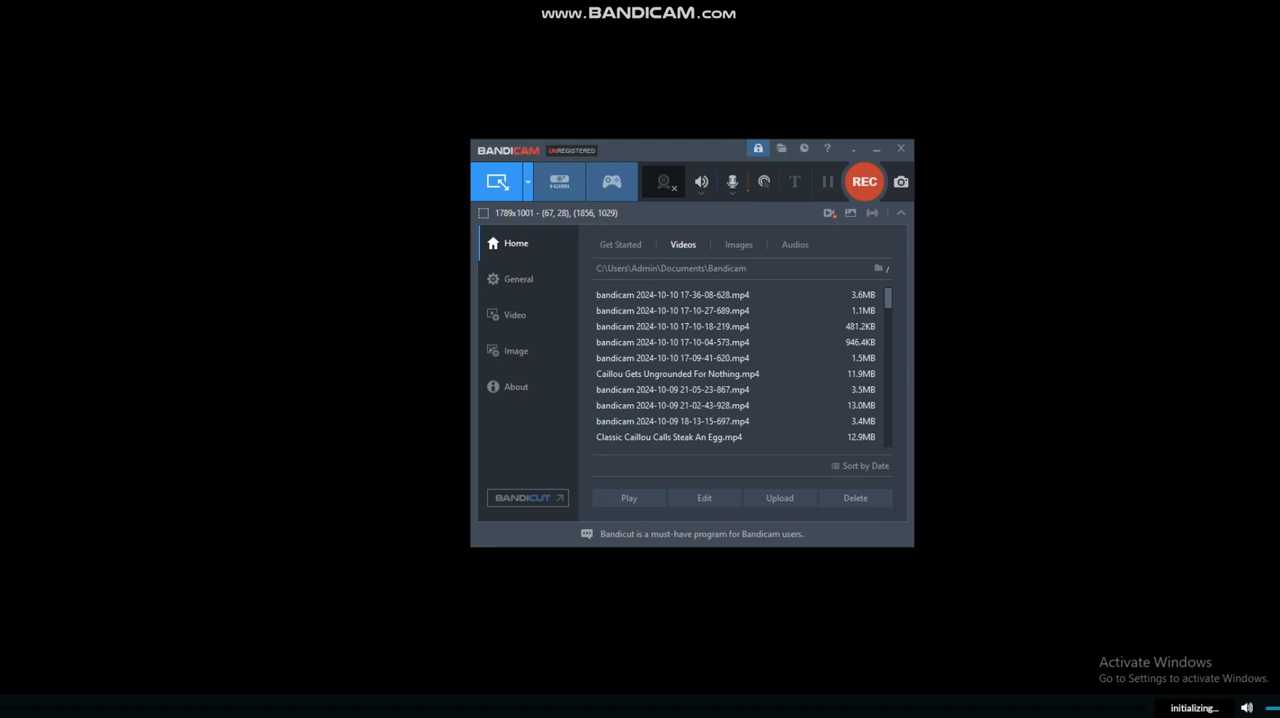 www.BANDICAM.com
BANDICAM UNREGISTERED
?
HDMI
T
REC
1789x1001 - (67, 28), (1856, 1029)
Home
General
Video
Image
About
BANDICUT
Get Started
Videos
Images
Audios
C:\Users\Admin\Documents\Bandicam
bandicam 2024-10-10 17-36-08-628.mp4 3.6MB
bandicam 2024-10-10 17-10-27-689.mp4 1.1MB
bandicam 2024-10-10 17-10-18-219.mp4 481.2KB
bandicam 2024-10-10 17-10-04-573.mp4 946.4KB
bandicam 2024-10-10 17-09-41-620.mp4 1.5MB
Caillou Gets Ungrounded For Nothing.mp4 11.9MB
bandicam 2024-10-09 21-05-23-867.mp4 3.5MB
bandicam 2024-10-09 21-02-43-928.mp4 13.0MB
bandicam 2024-10-09 18-13-15-697.mp4 3.4MB
Classic Caillou Calls Steak An Egg.mp4 12.9MB
Sort by Date
Play
Edit
Upload
Delete
Bandicut is a must-have program for Bandicam users.
Activate Windows
Go to Settings to activate Windows.
initializing...